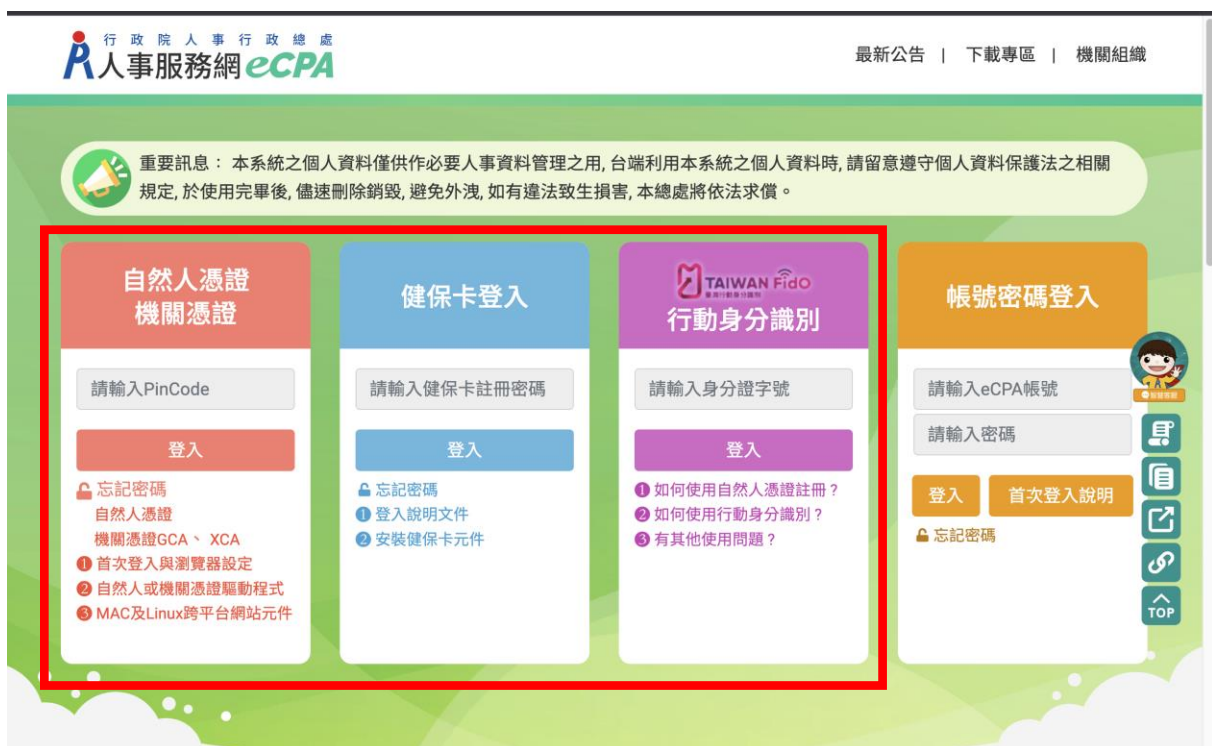 行政院人事行政總處
人事服務網 eCPA
最新公告 | 下載專區 | 機關組織
重要訊息： 本系統之個人資料僅供作必要人事資料管理之用, 台端利用本系統之個人資料時, 請留意遵守個人資料保護法之相關
規定, 於使用完畢後, 儘速刪除銷毀, 避免外洩, 如有違法致生損害, 本總處將依法求償。
自然人憑證
機關憑證
請輸入PinCode
登入
忘記密碼
自然人憑證
機關憑證GCA、 XCA
❶ 首次登入與瀏覽器設定
❷ 自然人或機關憑證驅動程式
❸ MAC及Linux跨平台網站元件
健保卡登入
請輸入健保卡註冊密碼
登入
忘記密碼
❶ 登入說明文件
❷ 安裝健保卡元件
TAIWAN FidO
行動身分識別
請輸入身分證字號
登入
❶ 如何使用自然人憑證註冊？
❷ 如何使用行動身分識別？
❸ 有其他使用問題？
帳號密碼登入
請輸入eCPA帳號
請輸入密碼
登入
首次登入說明
忘記密碼
TOP